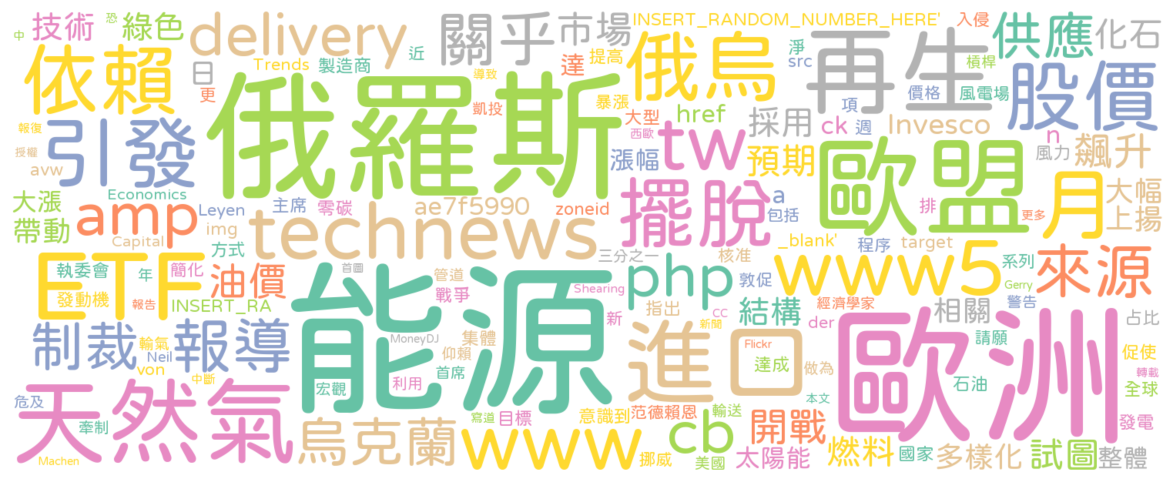 中 恐 技術 綠色 delivery 關乎 市場 INSERT_RANDOM_NUMBER_HERE' 入侵 供應 化石
Trends 製造商 近 日 更 達 提高 淨 src 槓桿
依賴 俄羅斯 導致 暴漲 俄烏 再生 項 價格 風電場 股價
報復 引發 凱投 大型 href 採用 ck 週 Invesco n 風力 飆升
授權 avw 西歐 漲幅 tw 預期 歐盟 月 大幅
大漲 Economics 主席 零碳 ae7f5990 zoneid 擺脫 a 包括 排 更多 上揚
帶動 amp Leyen img technews _blank' 程序 target
Capital 方式 三分之一 核准 系列 Gerry 來源
執委會 年 簡化 油價 首圖 管道 Shearing php 敦促 www5 警告
ETF 發動機 報告 INSERT_RA 能源 戰爭 指出 cc 結構 經濟學家 相關 占比
制裁 輸氣 Neil 報導 MoneyDJ 集體 新 新聞 進口 Flickr der 歐洲 請願 促使
von 中斷 宏觀 仰賴 首席 利用 達成 做為 石油 轉載 全球
危及 天然氣 烏克蘭 寫道 目標 意識到 范德賴恩 輸送 本文 發電
牽制 www 挪威 cb 美國 開戰 太陽能 燃料 國家 多樣化 試圖 整體
Machen